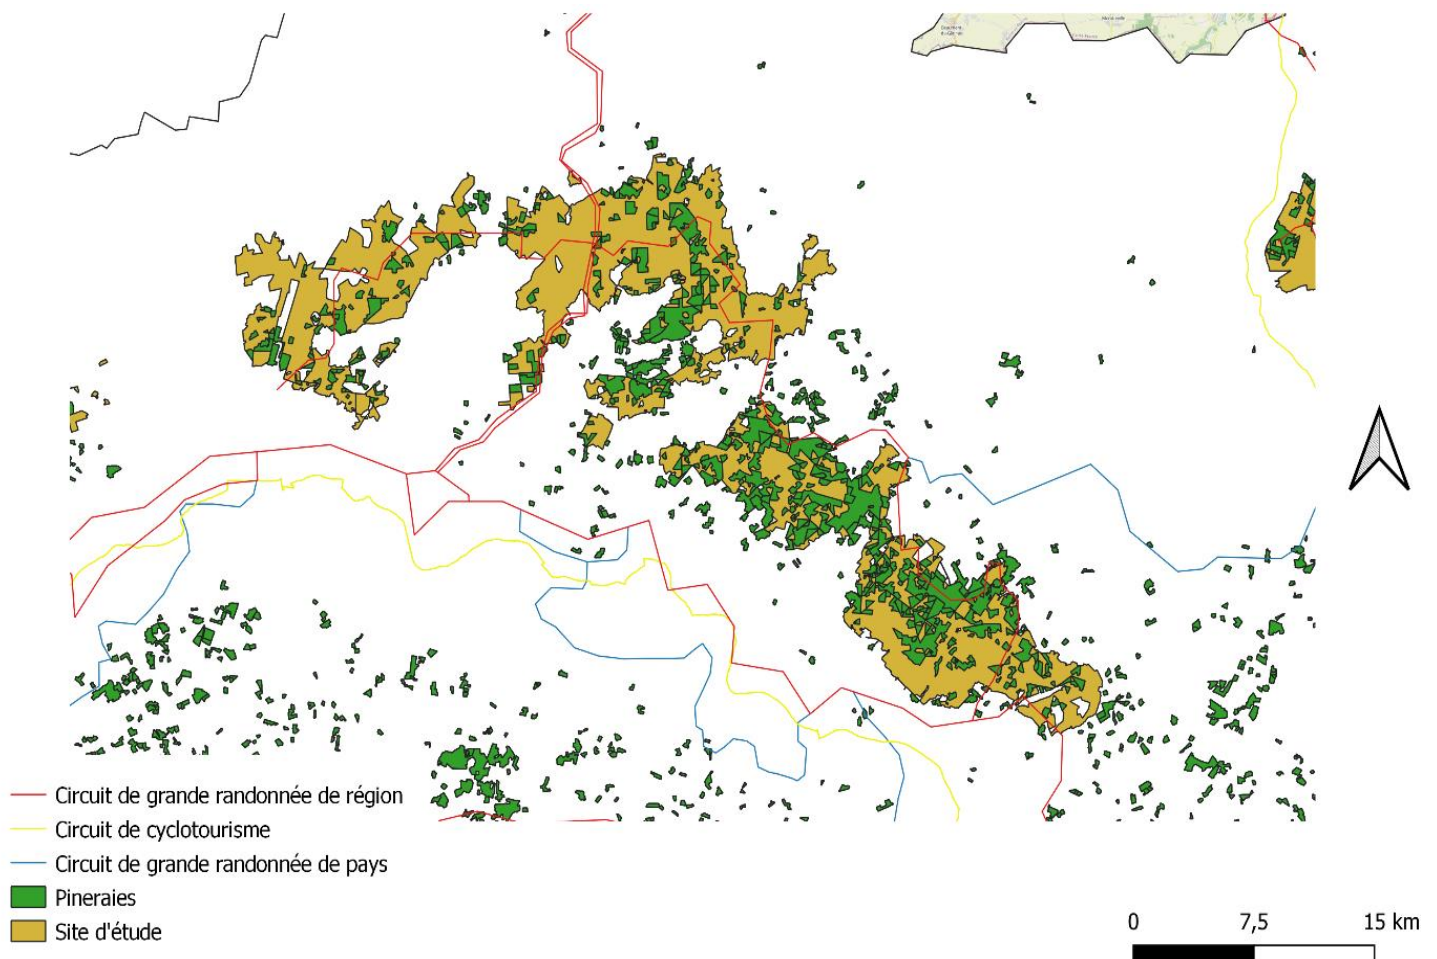 Circuit de grande randonnée de région
Circuit de cyclotourisme
Circuit de grande randonnée de pays
Pineraies
Site d'étude
0 7,5 15 km